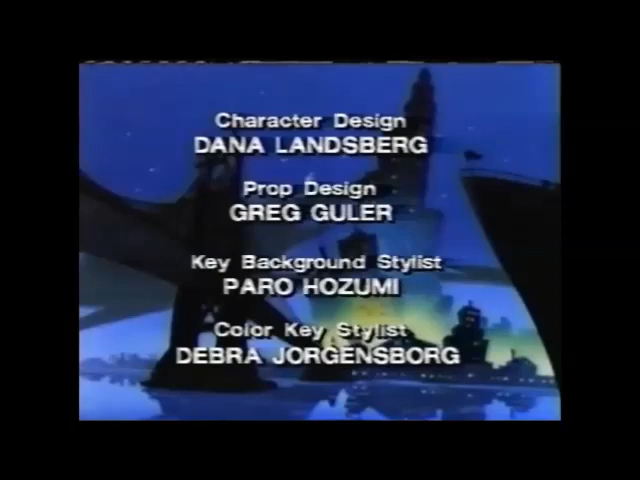 Character Design
DANA LANDSBERG
Prop Design
GREG GULER
Key Background Stylist
PARO HOZUMI
Color Key Stylist
DEBRA JORGENSBORG